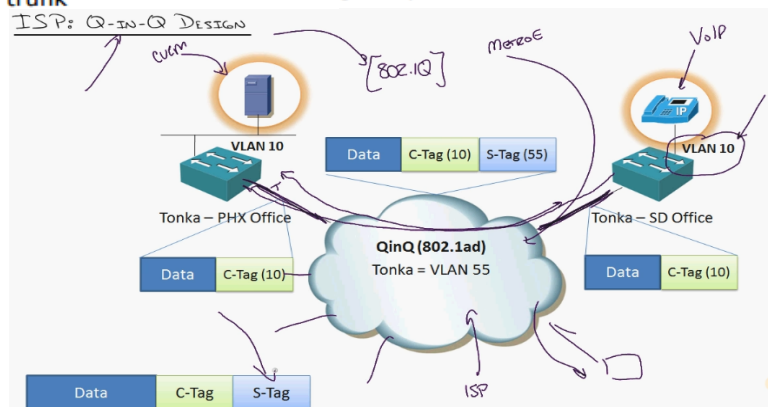 trunk
ISP: Q-IN-Q DESIGN
CUCM
[802.1Q]
METROE
VoIP
IP
VLAN 10
VLAN 10
Data C-Tag (10) S-Tag (55)
Tonka – PHX Office
Tonka – SD Office
QinQ (802.1ad)
Tonka = VLAN 55
Data C-Tag (10)
Data C-Tag (10)
ISP
Data C-Tag S-Tag